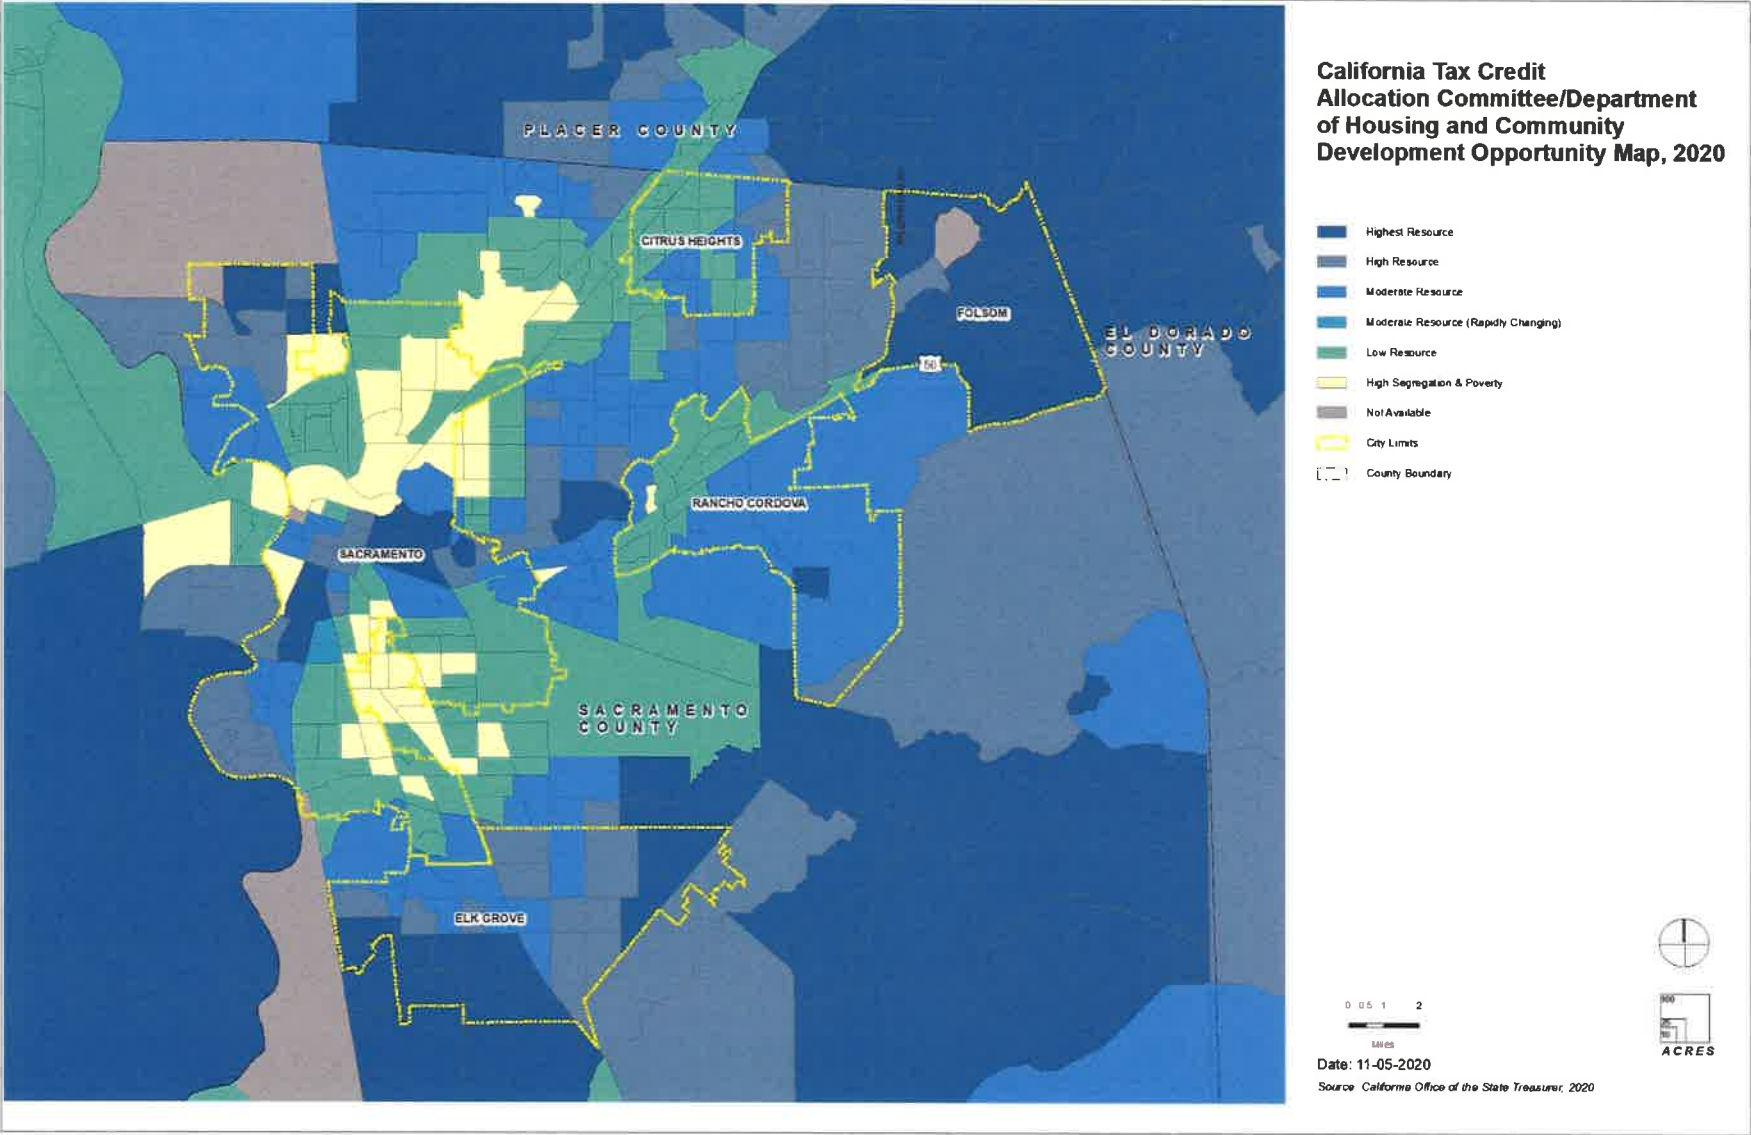 PLACER COUNTY
CITRUS HEIGHTS
FOLSOM
EL DORADO
COUNTY
50
RANCHO CORDOVA
SACRAMENTO
SACRAMENTO
COUNTY
ELK GROVE
California Tax Credit
Allocation Committee/Department
of Housing and Community
Development Opportunity Map, 2020
Highest Resource
High Resource
Moderate Resource
Moderate Resource (Rapidly Changing)
Low Resource
High Segregation & Poverty
Not Available
City Limits
County Boundary
0 0.5 1 2
Miles
ACRES
Date: 11-05-2020
Source: California Office of the State Treasurer, 2020